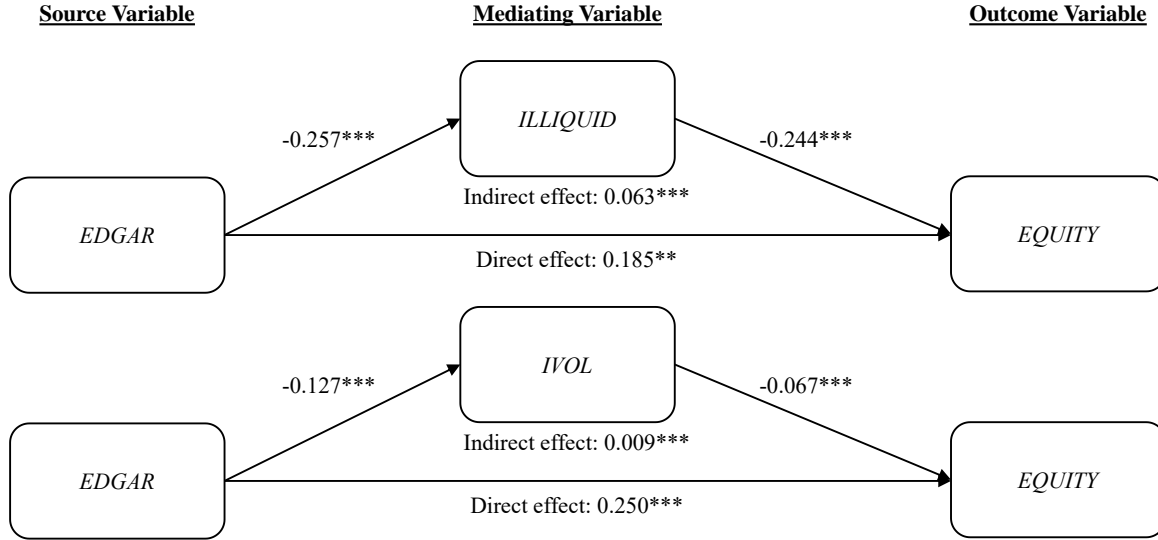 Source Variable
Mediating Variable
Outcome Variable
ILLIQUID
-0.257***
-0.244***
Indirect effect: 0.063***
EDGAR
EQUITY
Direct effect: 0.185**
IVOL
-0.127***
-0.067***
Indirect effect: 0.009***
EDGAR
EQUITY
Direct effect: 0.250***